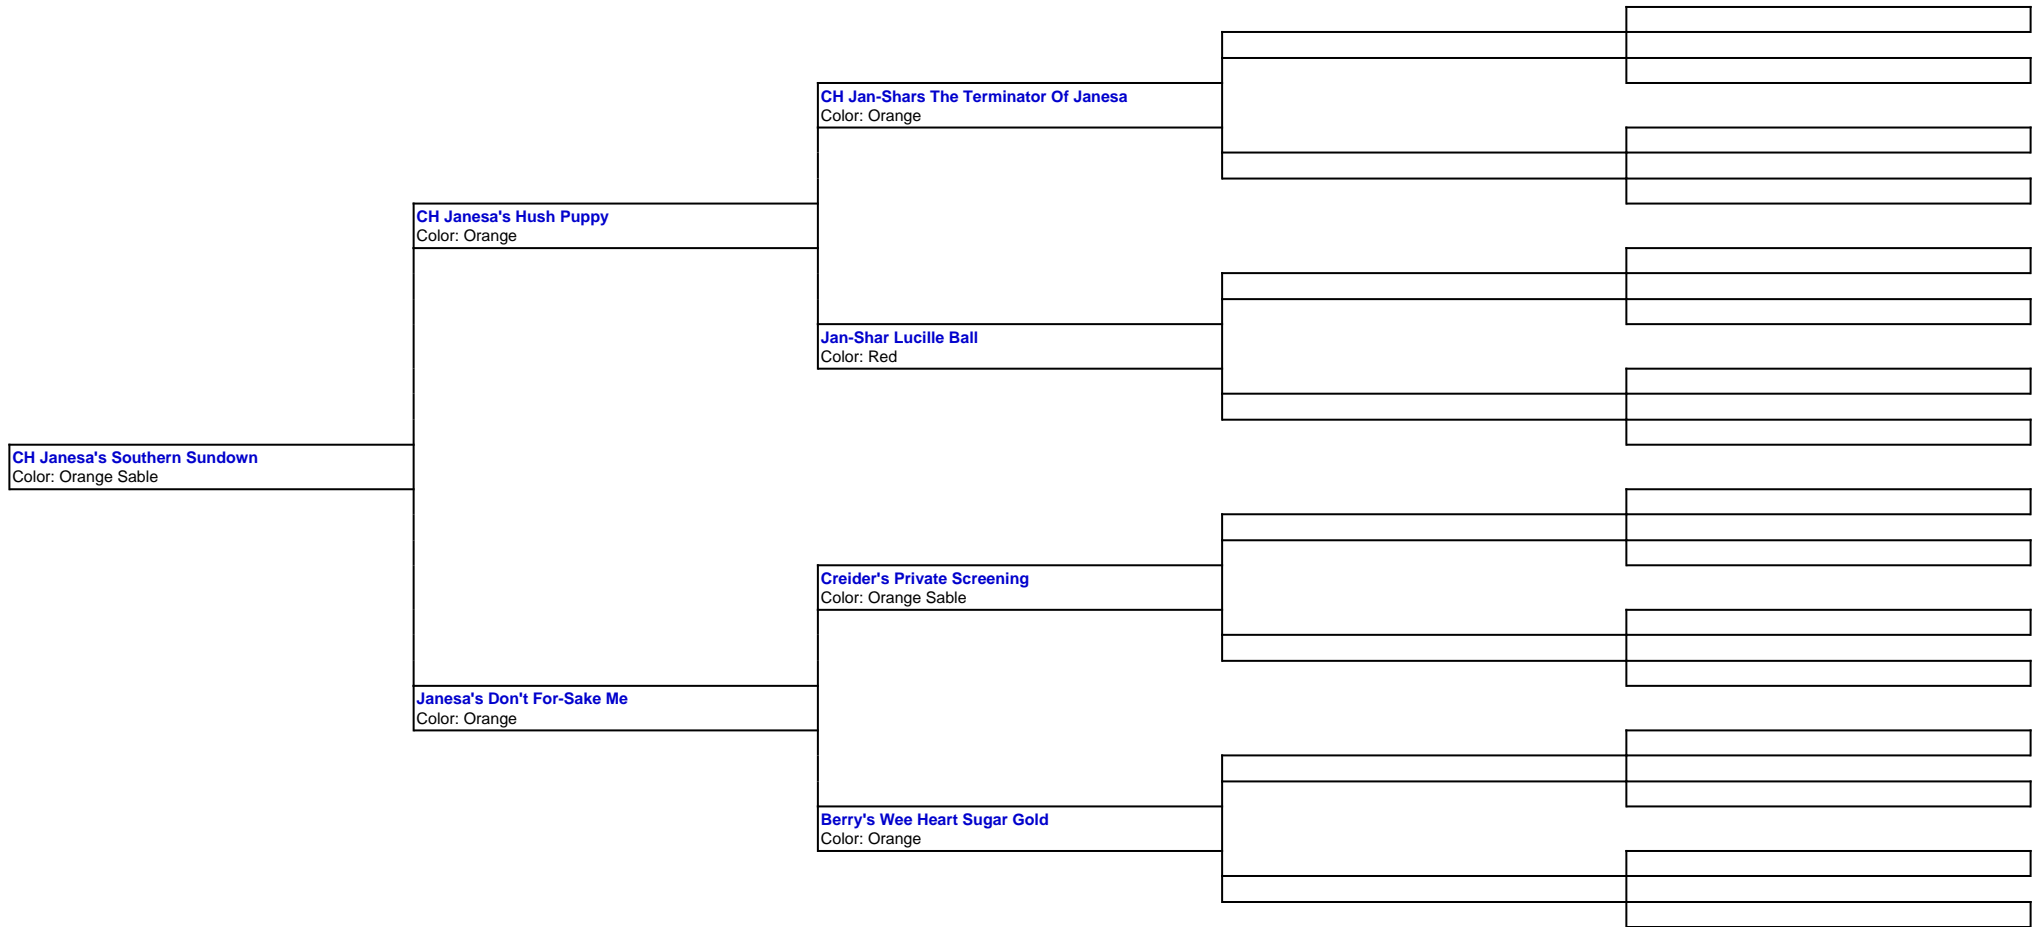 CH Jan-Shars The Terminator Of Janesa
Color: Orange
CH Janesa's Hush Puppy
Color: Orange
Jan-Shar Lucille Ball
Color: Red
CH Janesa's Southern Sundown
Color: Orange Sable
Creider's Private Screening
Color: Orange Sable
Janesa's Don't For-Sake Me
Color: Orange
Berry's Wee Heart Sugar Gold
Color: Orange